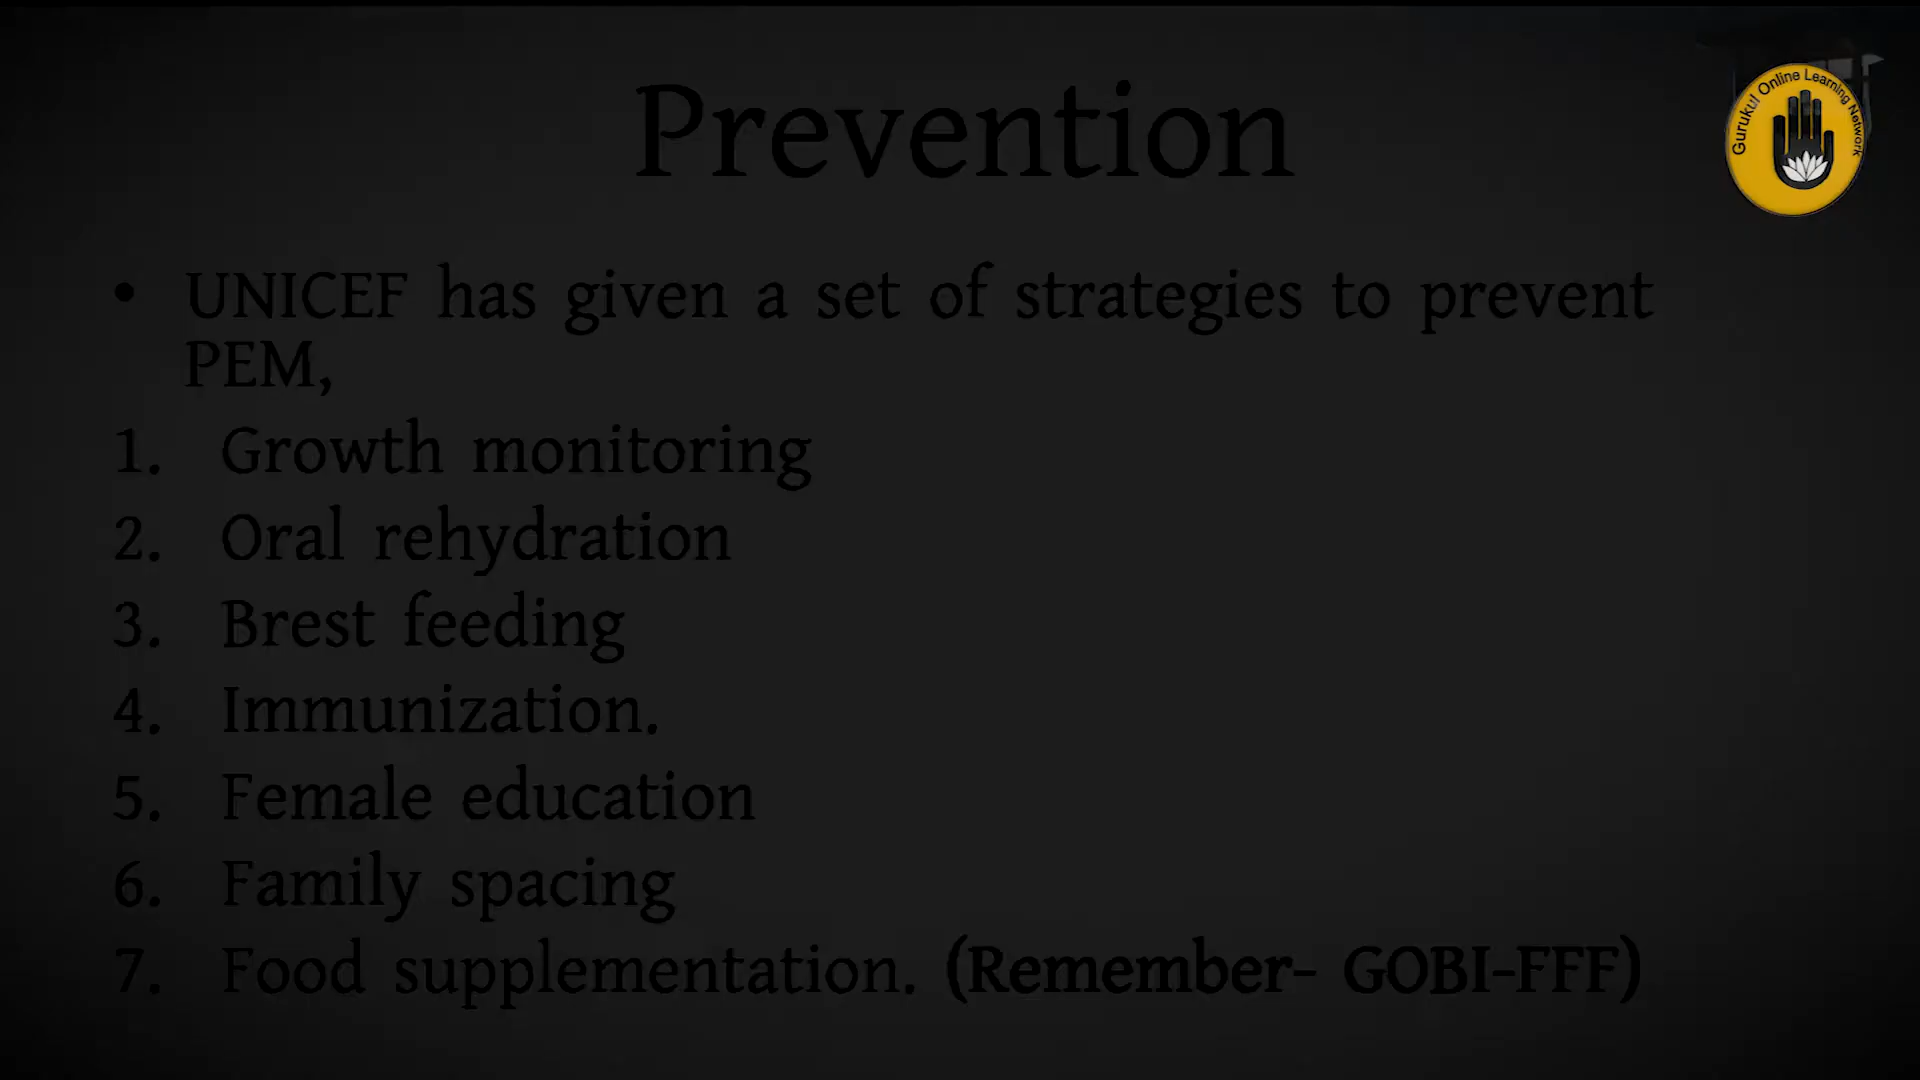 Prevention
Gurukul Online Learning Network
• UNICEF has given a set of strategies to prevent
PEM,
1. Growth monitoring
2. Oral rehydration
3. Brest feeding
4. Immunization.
5. Female education
6. Family spacing
7. Food supplementation. (Remember- GOBI-FFF)